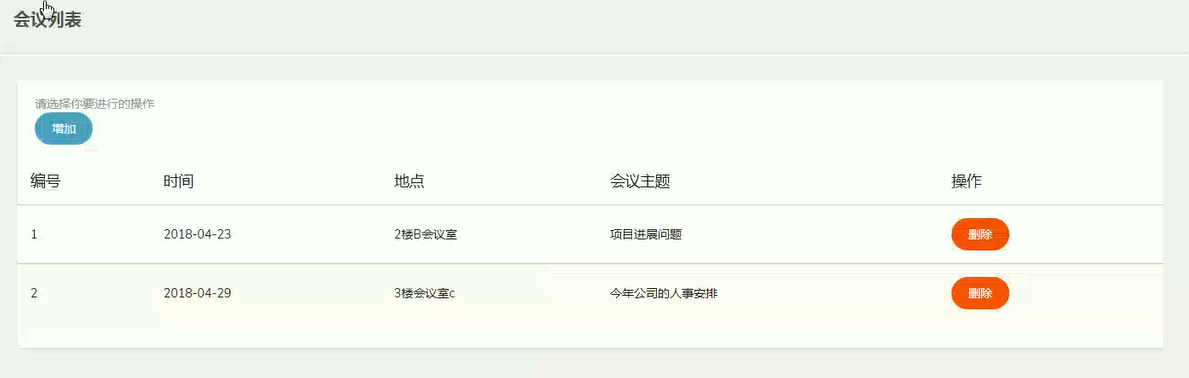 会议列表
请选择你要进行的操作
增加
编号 时间 地点 会议主题 操作
1 2018-04-23 2楼B会议室 项目进展问题 删除
2 2018-04-29 3楼会议室c 今年公司的人事安排 删除